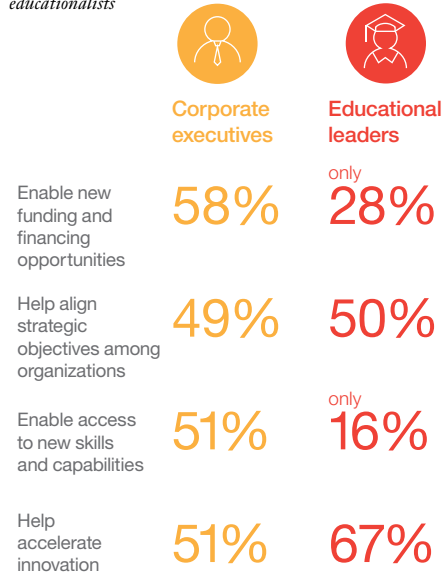 educationalists
Corporate
executives
Educational
leaders
Enable new
funding and
financing
opportunities
58%
only
28%
Help align
strategic
objectives among
organizations
49%
50%
Enable access
to new skills
and capabilities
51%
only
16%
Help
accelerate
innovation
51%
67%